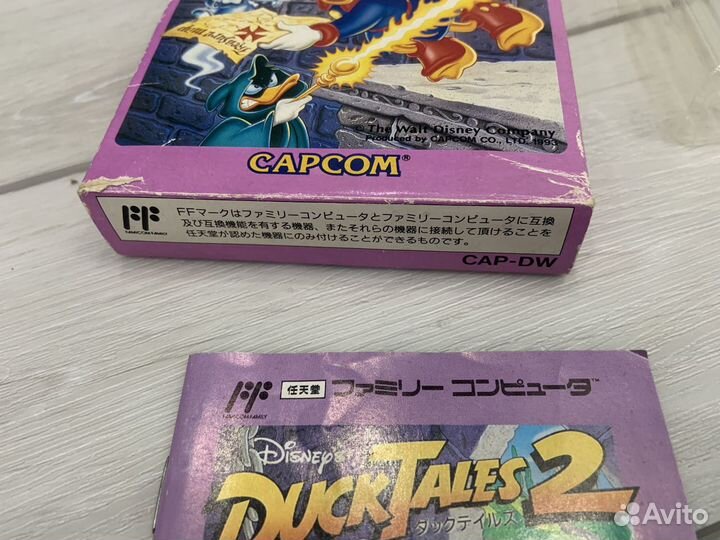 © The Walt Disney Company
Produced by CAPCOM CO., LTD. 1993
CAPCOM®
FF
FAMICOM FAMILY
FFマークはファミリーコンピュータとファミリーコンピュータに互換
及び互換機能を有する機器、またそれらの機器に接続して頂けることを
任天堂が認めた機器にのみ付けることができるものです。
CAP-DW
FF
FAMICOM FAMILY
任天堂 ファミリー コンピュータ™
DISNEY'S
DUCKTALES 2
ダックテイルズ
Avito